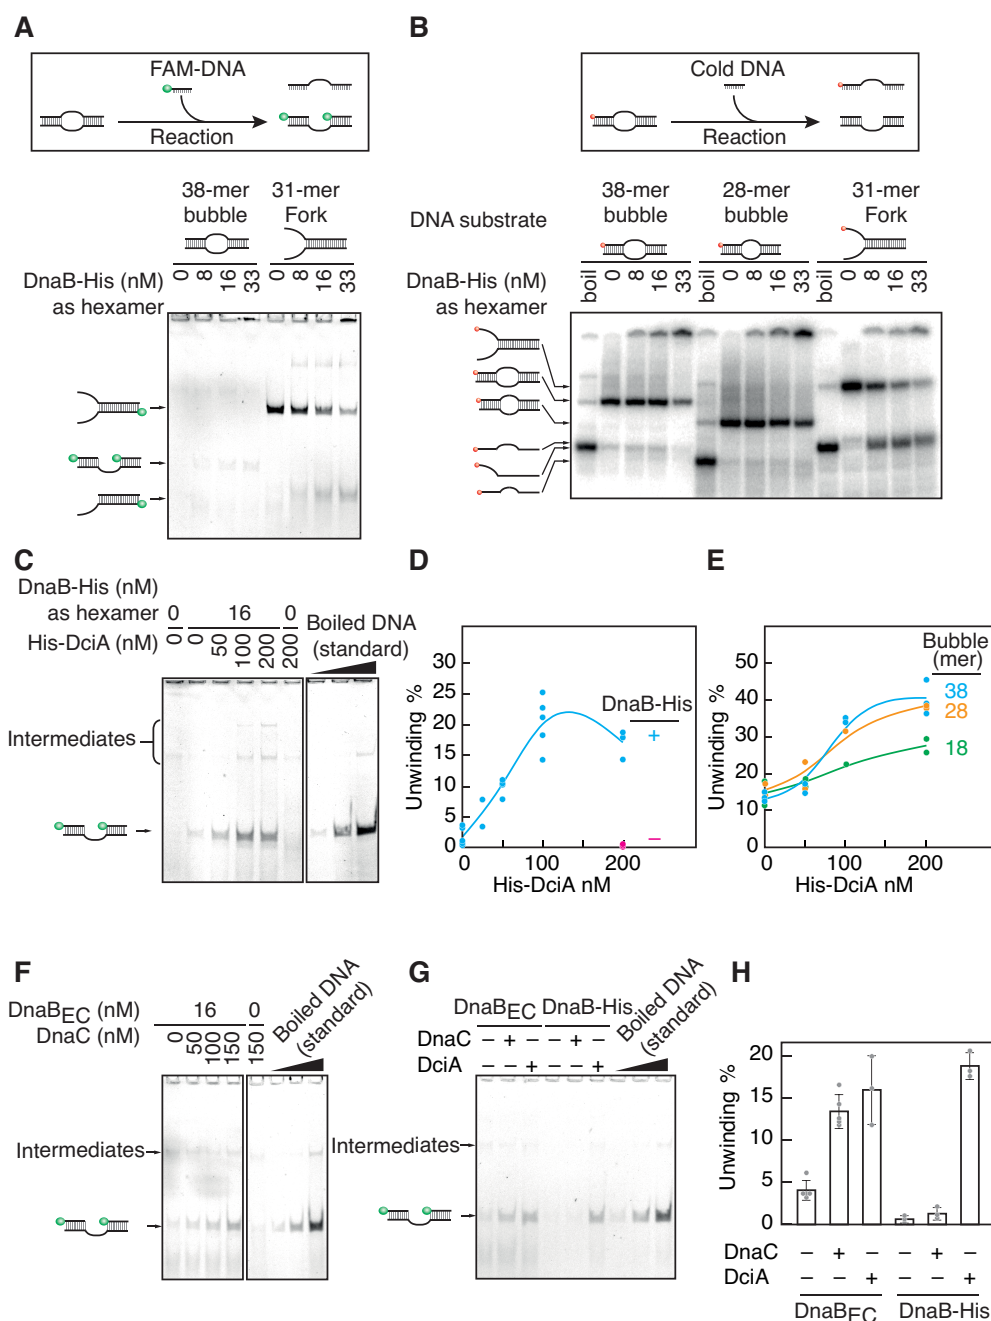 A
FAM-DNA
Reaction
38-mer
bubble
31-mer
Fork
DnaB-His (nM)
as hexamer
0 8 16 33 0 8 16 33
B
Cold DNA
Reaction
DNA substrate
38-mer
bubble
28-mer
bubble
31-mer
Fork
DnaB-His (nM)
as hexamer
boil 0 8 16 33 boil 0 8 16 33 boil 0 8 16 33
C
DnaB-His (nM)
as hexamer
0 16 0
His-DciA (nM)
0 0 50 100 200 200
Boiled DNA
(standard)
Intermediates
D
Unwinding %
30
25
20
15
10
5
0
0 100 200
His-DciA nM
DnaB-His
+
−
E
Unwinding %
50
40
30
20
10
0 100 200
His-DciA nM
Bubble
(mer)
38
28
18
F
DnaBEC (nM)
16 0
DnaC (nM)
0 50 100 150 150
Boiled DNA
(standard)
Intermediates
G
DnaBEC DnaB-His
Boiled DNA
(standard)
DnaC − + − − + −
DciA − − + − − +
Intermediates
H
Unwinding %
20
15
10
5
0
DnaC − + − − + −
DciA − − + − − +
DnaBEC DnaB-His